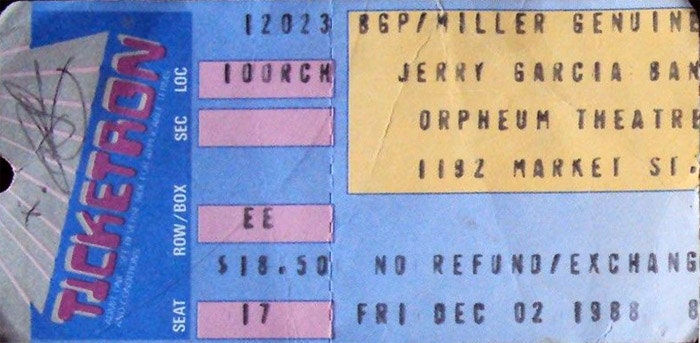 12023 BGP/MILLER GENUINE
LOC 100RCH JERRY GARCIA BAN
SEC ORPHEUM THEATRE
1192 MARKET ST.
ROW/BOX EE
$18.50 NO REFUND/EXCHANG
SEAT 17 FRI DEC 02 1988 8
TICKETRON